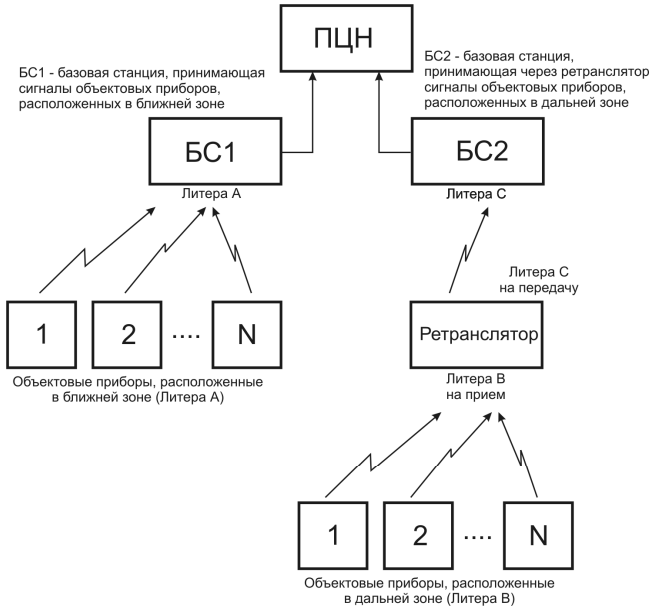 ПЦН
БС1 - базовая станция, принимающая
сигналы объектовых приборов,
расположенных в ближней зоне
БС2 - базовая станция,
принимающая через ретранслятор
сигналы объектовых приборов,
расположенных в дальней зоне
БС1
БС2
Литера А
Литера С
Литера С
на передачу
1
2
....
N
Ретранслятор
Объектовые приборы, расположенные
в ближней зоне (Литера А)
Литера В
на прием
1
2
....
N
Объектовые приборы, расположенные
в дальней зоне (Литера В)